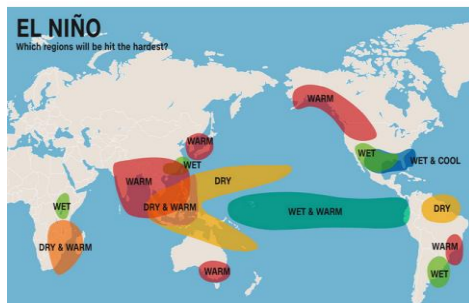 EL NIÑO
Which regions will be hit the hardest?
WARM
WARM
WET
WET
WET & COOL
WARM
DRY
WET
DRY & WARM
WET & WARM
DRY
DRY & WARM
WARM
WARM
WET